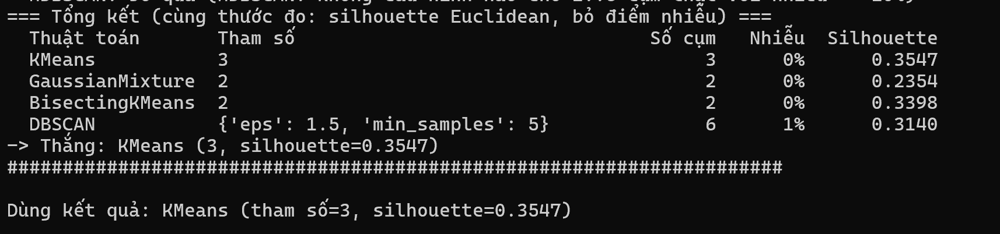 === Tổng kết (cùng thước đo: silhouette Euclidean, bỏ điểm nhiễu) ===
Thuật toán Tham số Số cụm Nhiễu Silhouette
KMeans 3 3 0% 0.3547
GaussianMixture 2 2 0% 0.2354
BisectingKMeans 2 2 0% 0.3398
DBSCAN {'eps': 1.5, 'min_samples': 5} 6 1% 0.3140
-> Thắng: KMeans (3, silhouette=0.3547)
######################################################################
Dùng kết quả: KMeans (tham số=3, silhouette=0.3547)